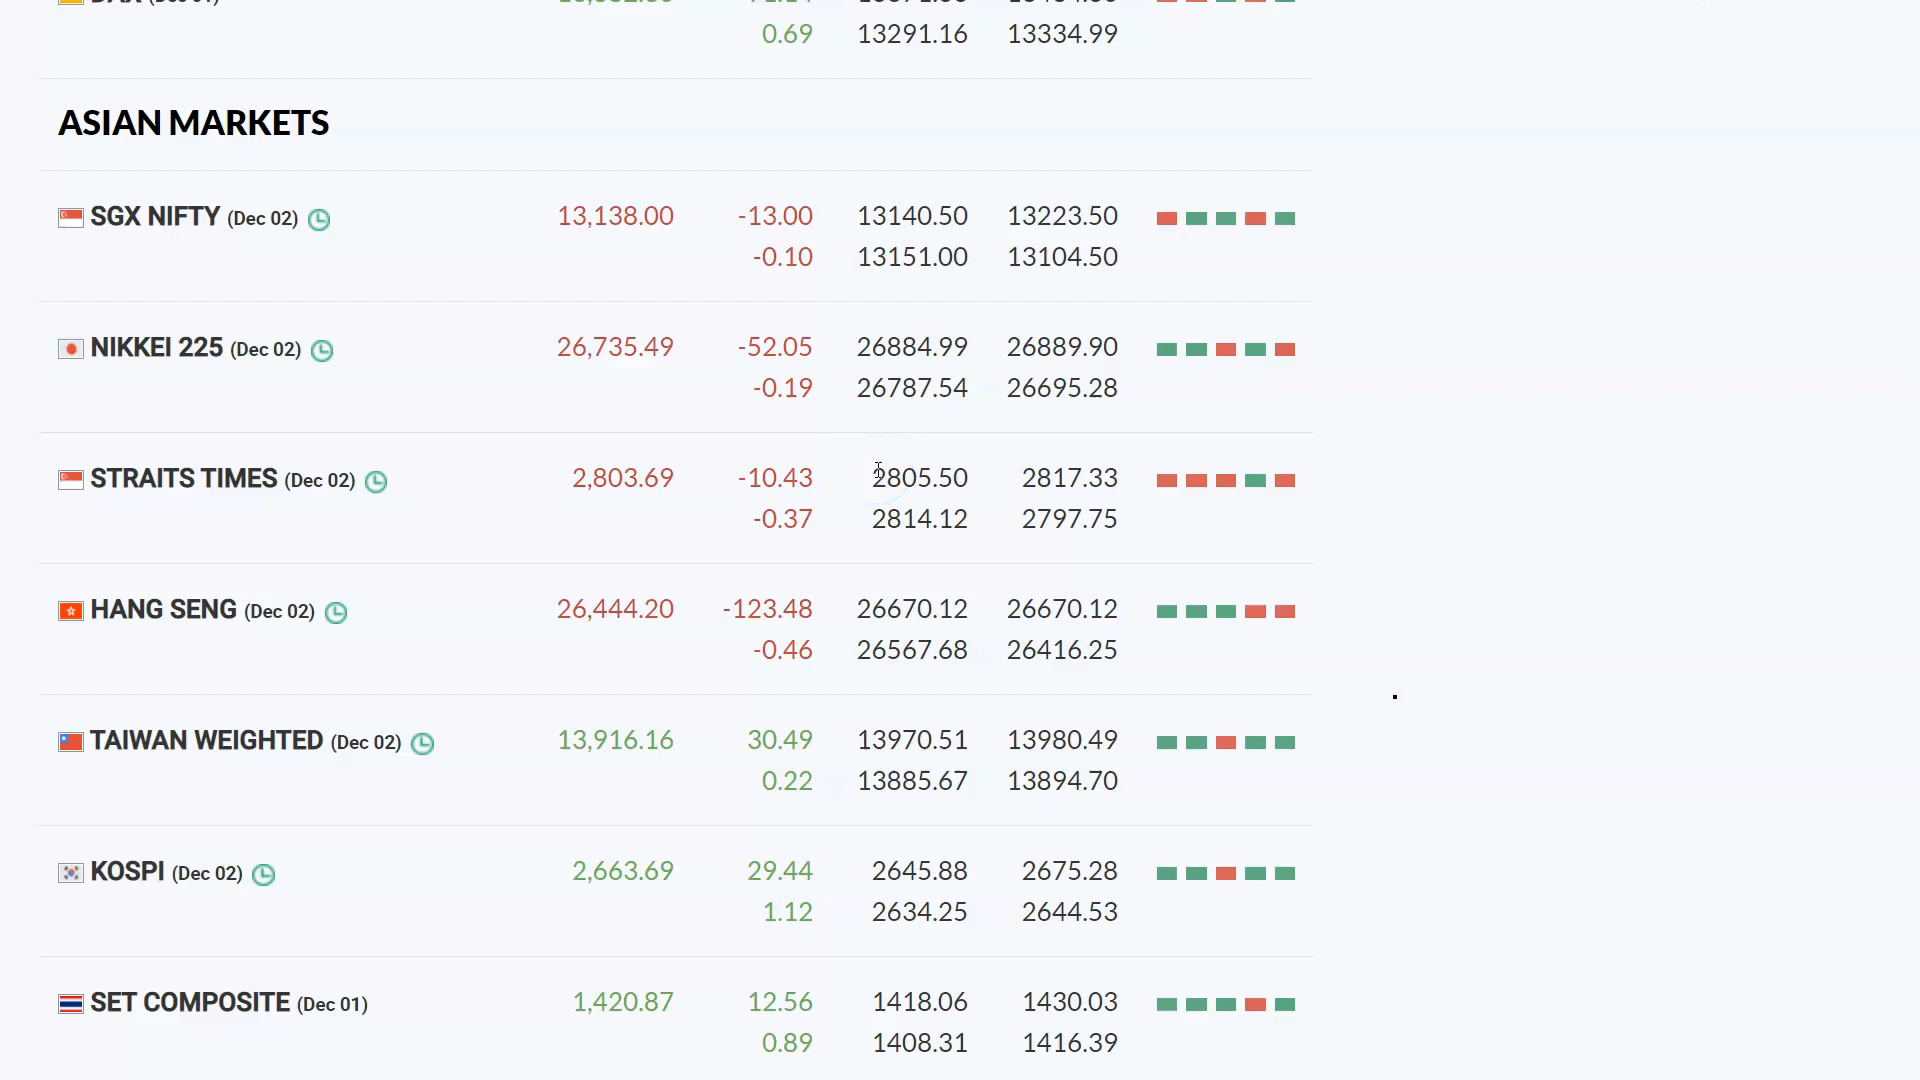 0.69 13291.16 13334.99
ASIAN MARKETS
SGX NIFTY (Dec 02) 13,138.00 -13.00 13140.50 13223.50
-0.10 13151.00 13104.50
NIKKEI 225 (Dec 02) 26,735.49 -52.05 26884.99 26889.90
-0.19 26787.54 26695.28
STRAITS TIMES (Dec 02) 2,803.69 -10.43 2805.50 2817.33
-0.37 2814.12 2797.75
HANG SENG (Dec 02) 26,444.20 -123.48 26670.12 26670.12
-0.46 26567.68 26416.25
TAIWAN WEIGHTED (Dec 02) 13,916.16 30.49 13970.51 13980.49
0.22 13885.67 13894.70
KOSPI (Dec 02) 2,663.69 29.44 2645.88 2675.28
1.12 2634.25 2644.53
SET COMPOSITE (Dec 01) 1,420.87 12.56 1418.06 1430.03
0.89 1408.31 1416.39